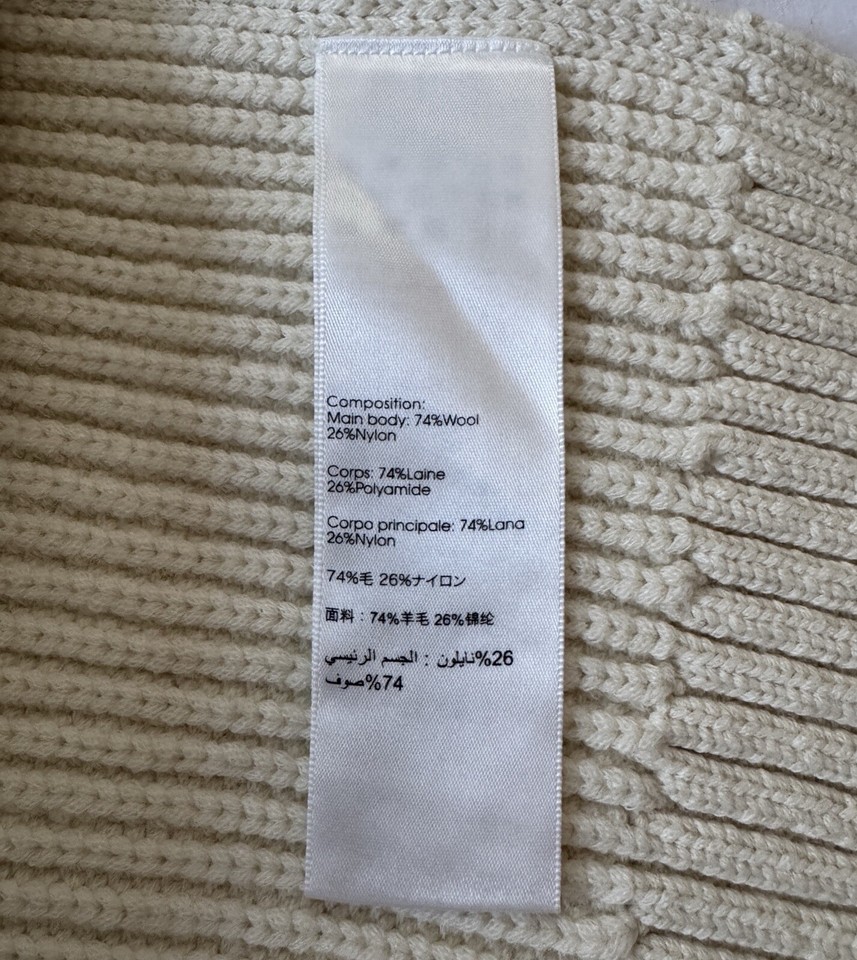 Composition:
Main body: 74%Wool
26%Nylon
Corps: 74%Laine
26%Polyamide
Corpo principale: 74%Lana
26%Nylon
74%毛 26%ナイロン
面料：74%羊毛 26%锦纶
26%نايلون : الجسم الرئيسي
74%صوف